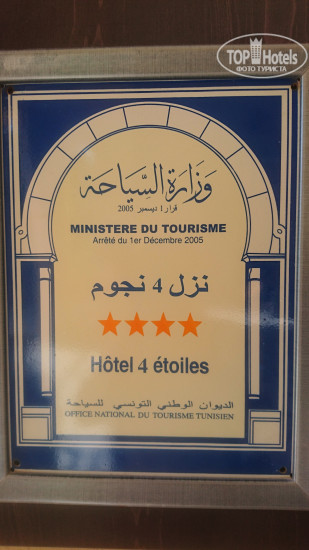 TOP Hotels
ФОТО ТУРИСТА
وزارة السياحة
قرار 1 ديسمبر 2005
MINISTERE DU TOURISME
Arrêté du 1er Décembre 2005
نزل 4 نجوم
Hôtel 4 étoiles
الديوان الوطني التونسي للسياحة
OFFICE NATIONAL DU TOURISME TUNISIEN